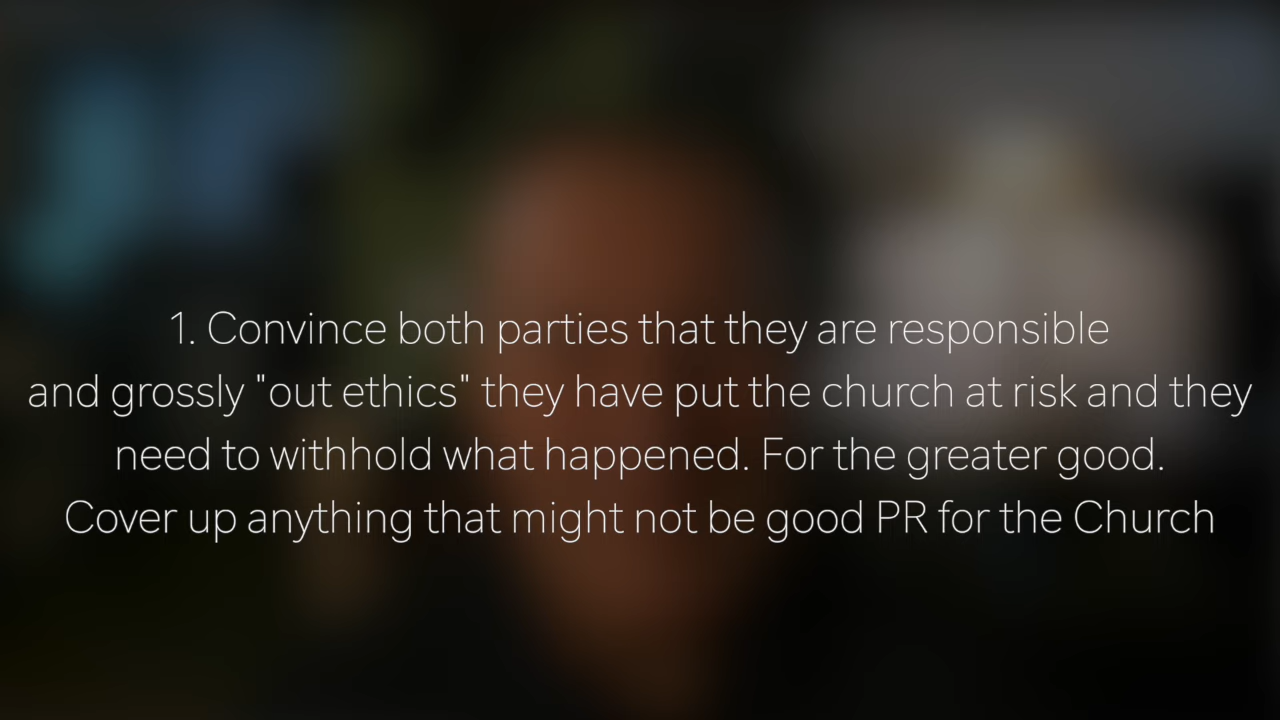 1. Convince both parties that they are responsible
and grossly "out ethics" they have put the church at risk and they
need to withhold what happened. For the greater good.
Cover up anything that might not be good PR for the Church